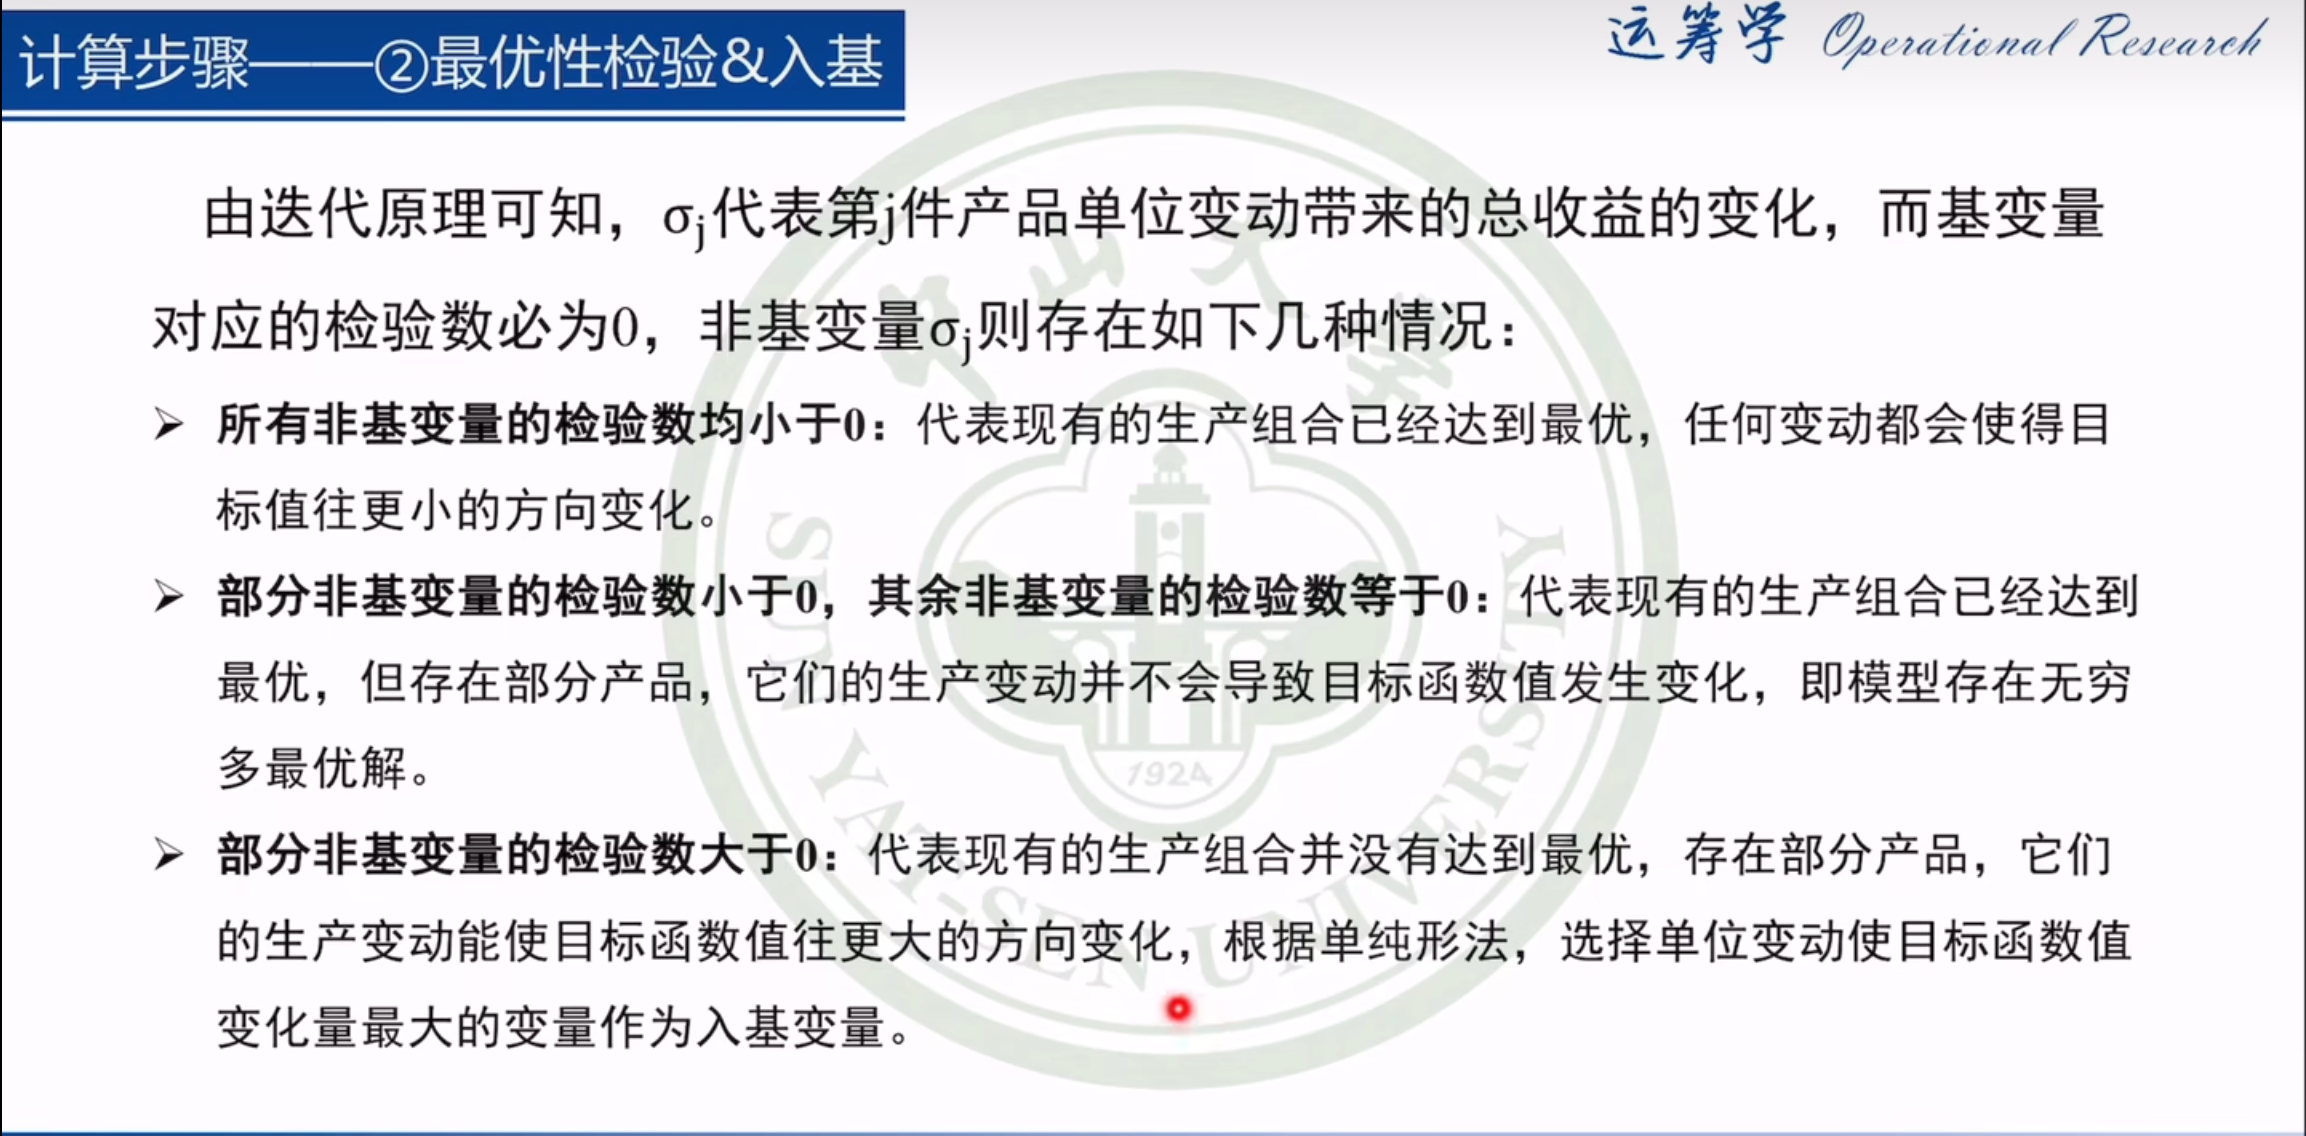 计算步骤——②最优性检验&入基
运筹学 Operational Research
由迭代原理可知，σj代表第j件产品单位变动带来的总收益的变化，而基变量
对应的检验数必为0，非基变量σj则存在如下几种情况：
➢ 所有非基变量的检验数均小于0：代表现有的生产组合已经达到最优，任何变动都会使得目
标值往更小的方向变化。
➢ 部分非基变量的检验数小于0，其余非基变量的检验数等于0：代表现有的生产组合已经达到
最优，但存在部分产品，它们的生产变动并不会导致目标函数值发生变化，即模型存在无穷
多最优解。
➢ 部分非基变量的检验数大于0：代表现有的生产组合并没有达到最优，存在部分产品，它们
的生产变动能使目标函数值往更大的方向变化，根据单纯形法，选择单位变动使目标函数值
变化量最大的变量作为入基变量。
中山大学
SUN YAT-SEN UNIVERSITY
1924